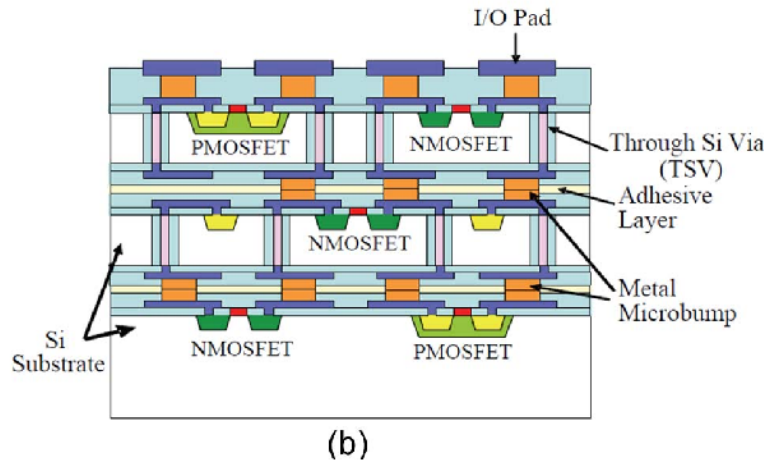 I/O Pad
PMOSFET
NMOSFET
Through Si Via
(TSV)
Adhesive
Layer
NMOSFET
Metal
Microbump
Si
Substrate
NMOSFET
PMOSFET
(b)